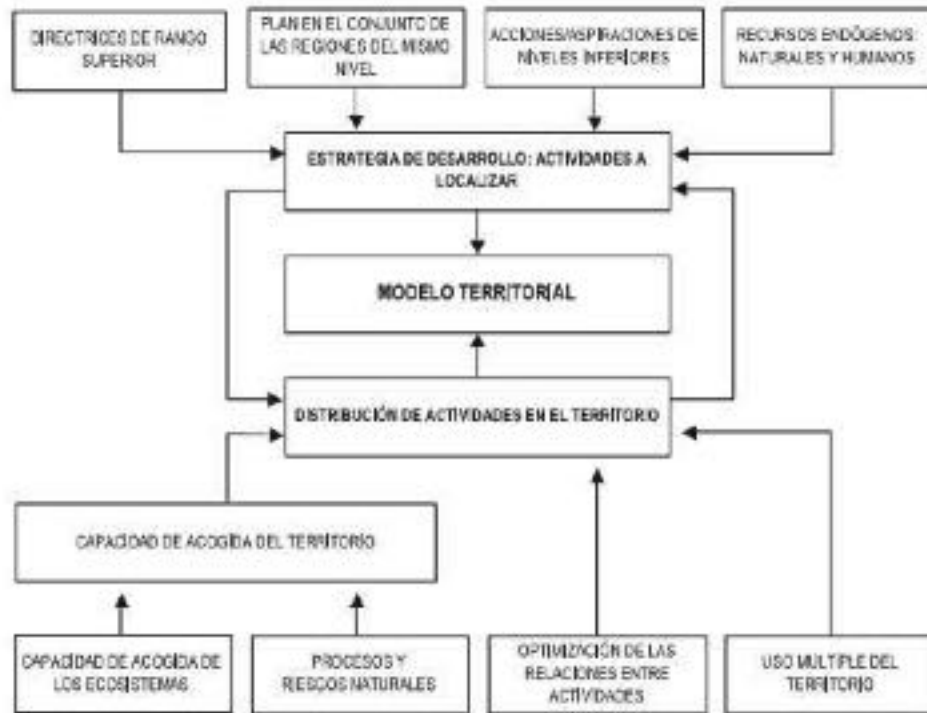 DIRECTRICES DE RANGO
SUPERIOR
PLAN EN EL CONJUNTO DE
LAS REGIONES DEL MISMO
NIVEL
ACCIONES/ASPIRACIONES DE
NIVELES INFERIORES
RECURSOS ENDÓGENOS:
NATURALES Y HUMANOS
ESTRATEGIA DE DESARROLLO: ACTIVIDADES A
LOCALIZAR
MODELO TERRITORIAL
DISTRIBUCIÓN DE ACTIVIDADES EN EL TERRITORIO
CAPACIDAD DE ACOGIDA DEL TERRITORIO
CAPACIDAD DE ACOGIDA DE
LOS ECOSISTEMAS
PROCESOS Y
RIESGOS NATURALES
OPTIMIZACIÓN DE LAS
RELACIONES ENTRE
ACTIVIDADES
USO MÚLTIPLE DEL
TERRITORIO